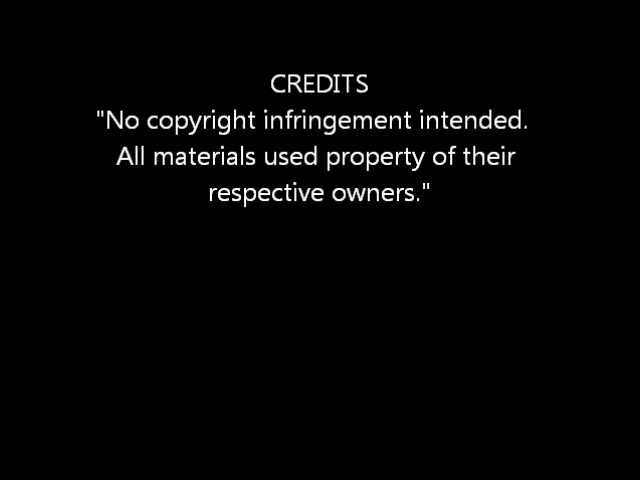 CREDITS
"No copyright infringement intended.
All materials used property of their
respective owners."